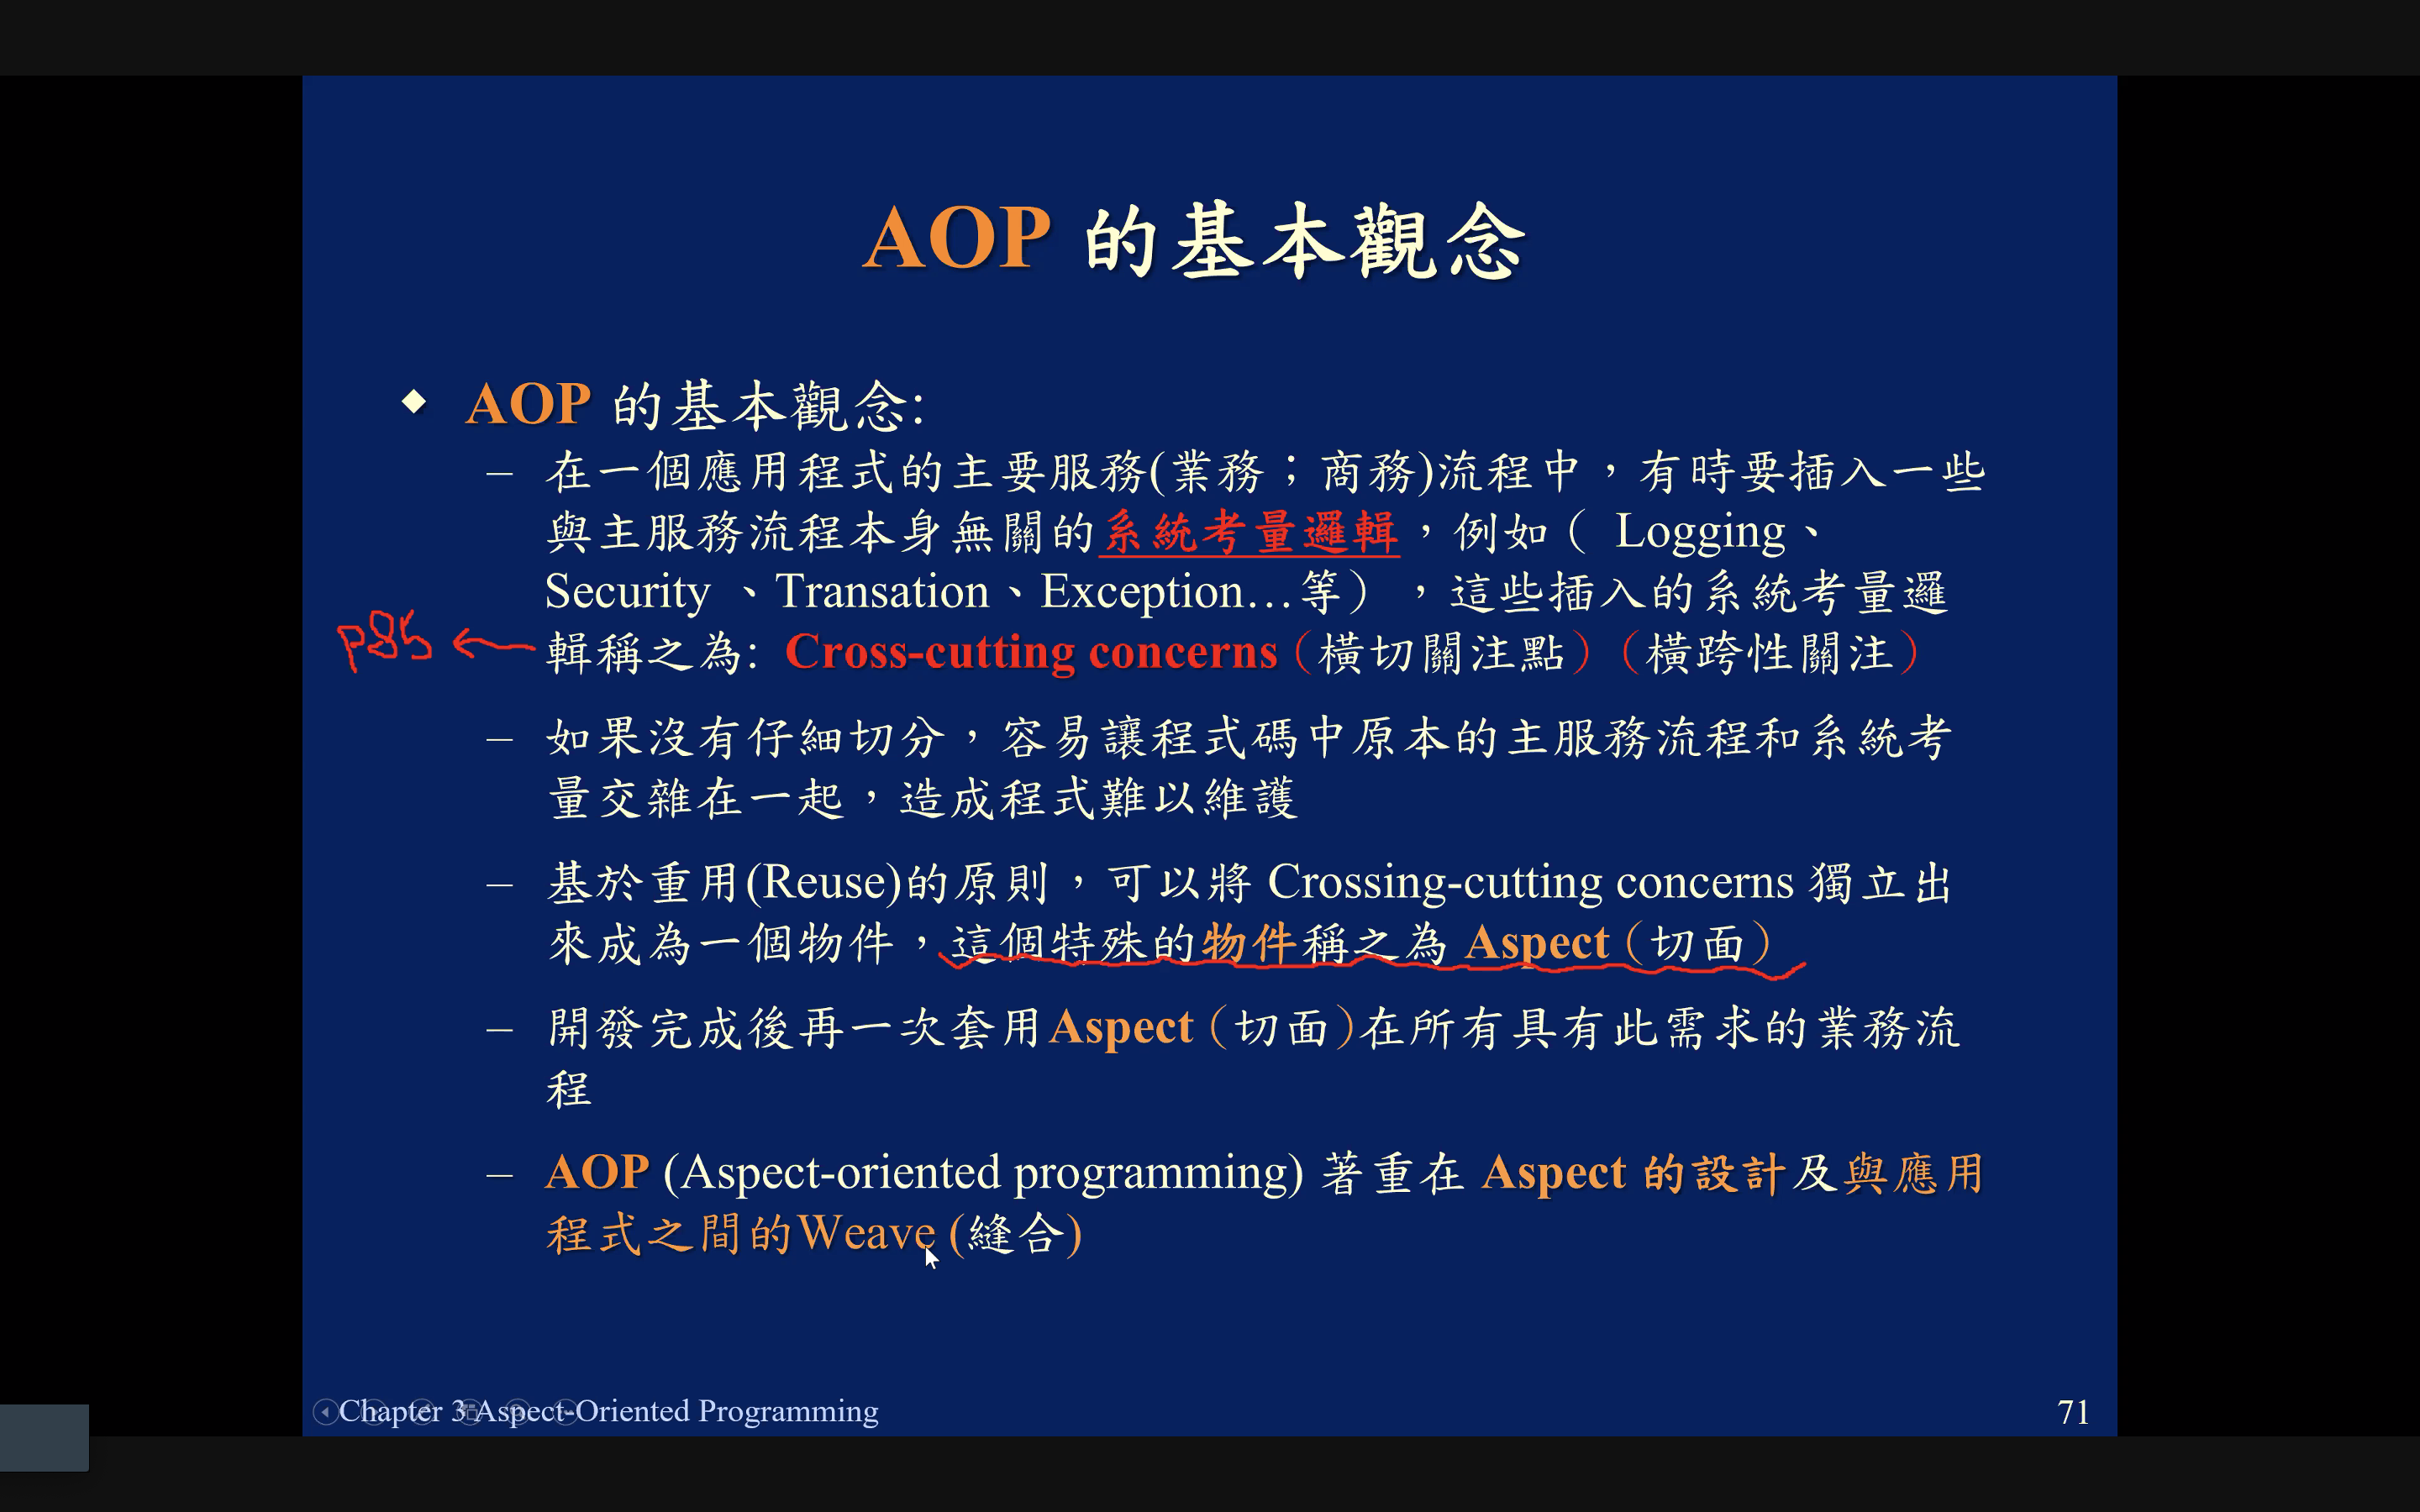 AOP 的基本觀念
AOP 的基本觀念:
– 在一個應用程式的主要服務(業務；商務)流程中，有時要插入一些
與主服務流程本身無關的系統考量邏輯，例如（ Logging、
Security 、Transation、Exception…等） ，這些插入的系統考量邏
p85 ← 輯稱之為: Cross-cutting concerns（橫切關注點）（橫跨性關注）
– 如果沒有仔細切分，容易讓程式碼中原本的主服務流程和系統考
量交雜在一起，造成程式難以維護
– 基於重用(Reuse)的原則，可以將 Crossing-cutting concerns 獨立出
來成為一個物件，這個特殊的物件稱之為 Aspect（切面）
– 開發完成後再一次套用Aspect（切面)在所有具有此需求的業務流
程
– AOP (Aspect-oriented programming) 著重在 Aspect 的設計及與應用
程式之間的Weave (縫合)
Chapter 3 Aspect-Oriented Programming
71